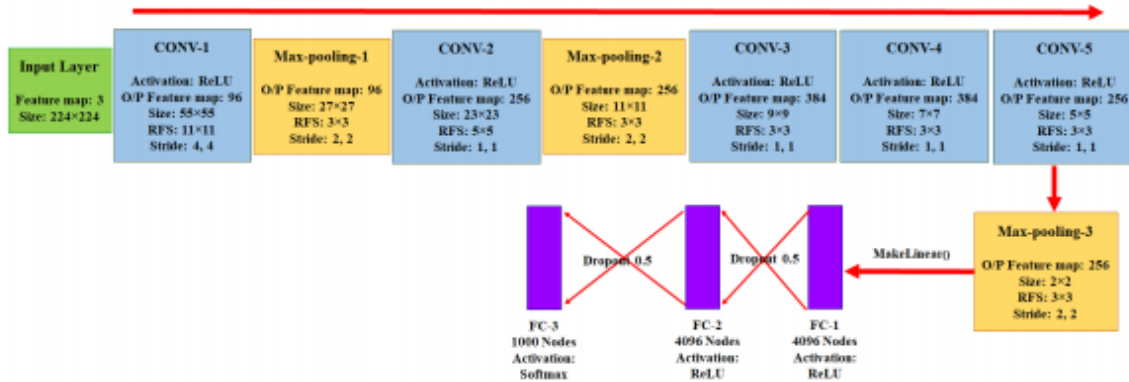 Input Layer
Feature map: 3
Size: 224×224
CONV-1
Activation: ReLU
O/P Feature map: 96
Size: 55×55
RFS: 11×11
Stride: 4, 4
Max-pooling-1
O/P Feature map: 96
Size: 27×27
RFS: 3×3
Stride: 2, 2
CONV-2
Activation: ReLU
O/P Feature map: 256
Size: 23×23
RFS: 5×5
Stride: 1, 1
Max-pooling-2
O/P Feature map: 256
Size: 11×11
RFS: 3×3
Stride: 2, 2
CONV-3
Activation: ReLU
O/P Feature map: 384
Size: 9×9
RFS: 3×3
Stride: 1, 1
CONV-4
Activation: ReLU
O/P Feature map: 384
Size: 7×7
RFS: 3×3
Stride: 1, 1
CONV-5
Activation: ReLU
O/P Feature map: 256
Size: 5×5
RFS: 3×3
Stride: 1, 1
Max-pooling-3
O/P Feature map: 256
Size: 2×2
RFS: 3×3
Stride: 2, 2
MakeLinear()
Dropout 0.5
Dropout 0.5
FC-3
1000 Nodes
Activation:
Softmax
FC-2
4096 Nodes
Activation:
ReLU
FC-1
4096 Nodes
Activation:
ReLU